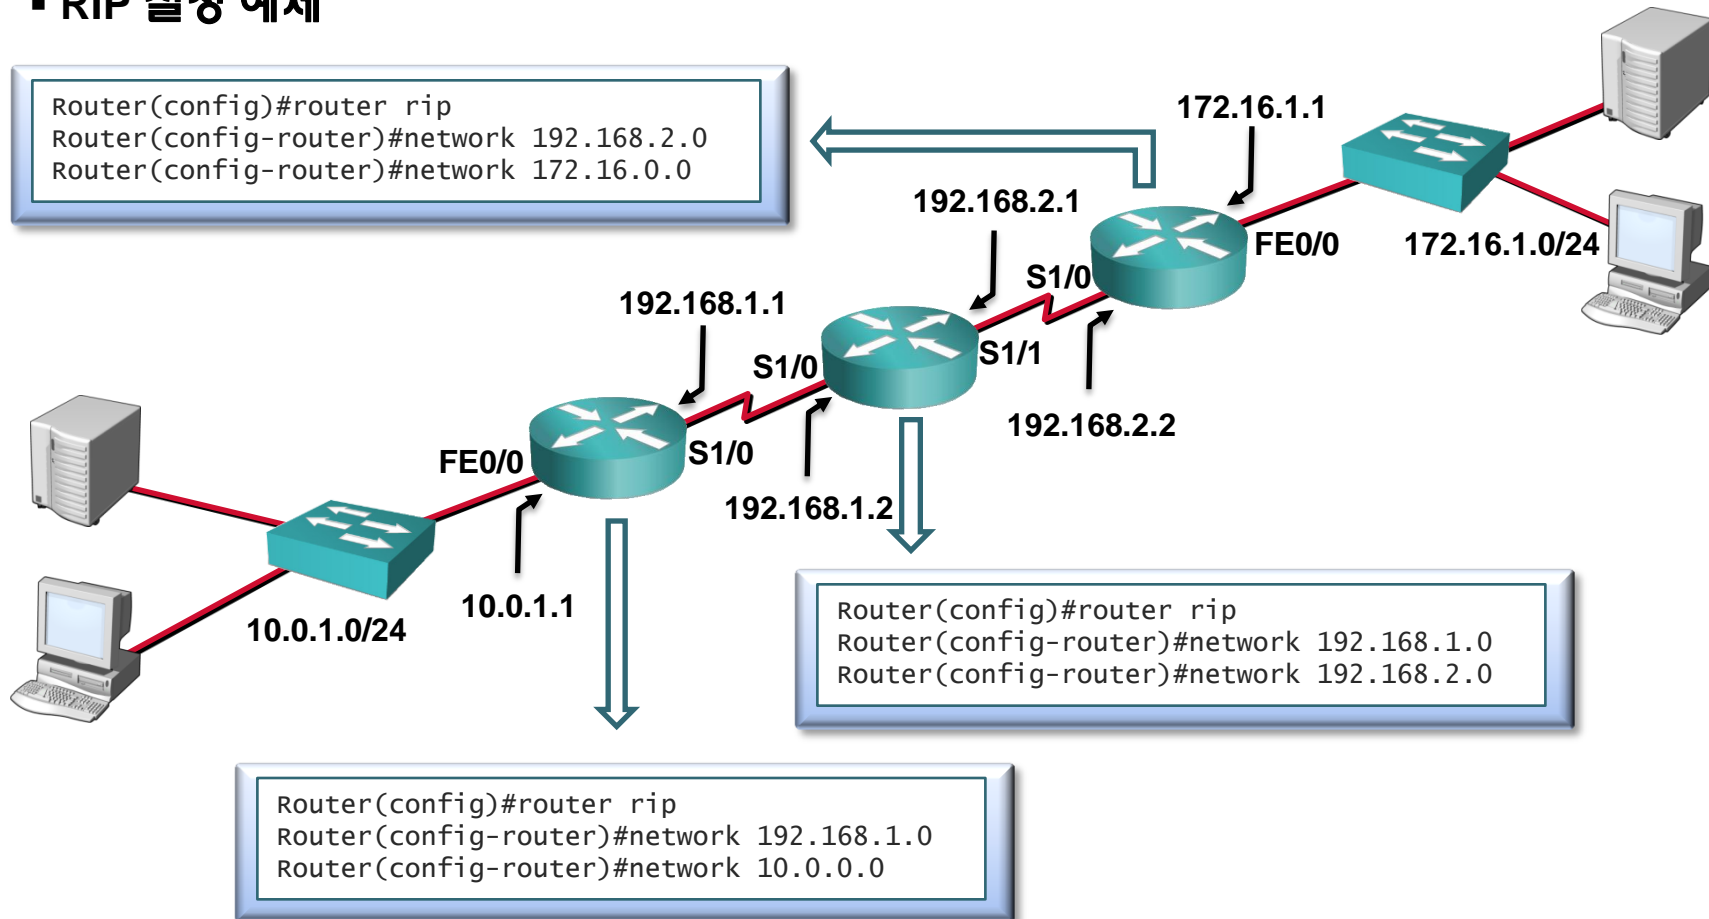 ▪ RIP 설정 예제
Router(config)#router rip
Router(config-router)#network 192.168.2.0
Router(config-router)#network 172.16.0.0
172.16.1.1
192.168.2.1
FE0/0
172.16.1.0/24
S1/0
192.168.1.1
S1/1
S1/0
192.168.2.2
FE0/0
S1/0
192.168.1.2
10.0.1.1
10.0.1.0/24
Router(config)#router rip
Router(config-router)#network 192.168.1.0
Router(config-router)#network 192.168.2.0
Router(config)#router rip
Router(config-router)#network 192.168.1.0
Router(config-router)#network 10.0.0.0